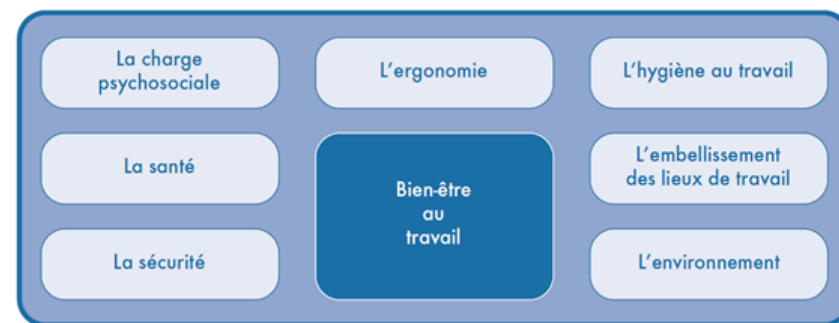 La charge
psychosociale
L'ergonomie
L'hygiène au travail
La santé
Bien-être
au
travail
L'embellissement
des lieux de travail
La sécurité
L'environnement